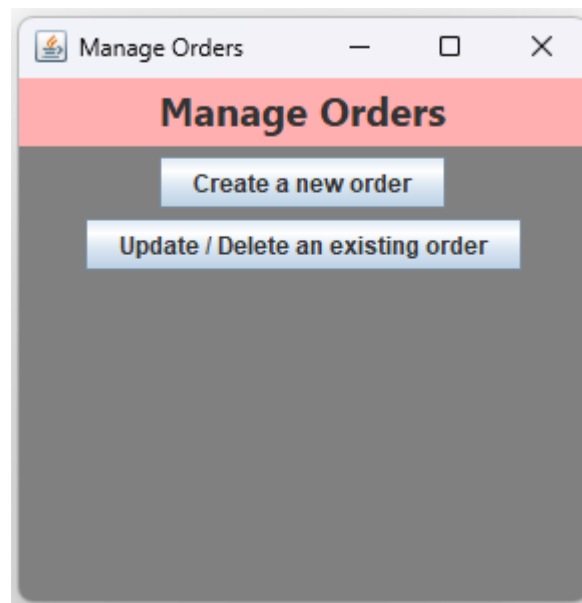 Manage Orders
Manage Orders
Create a new order
Update / Delete an existing order